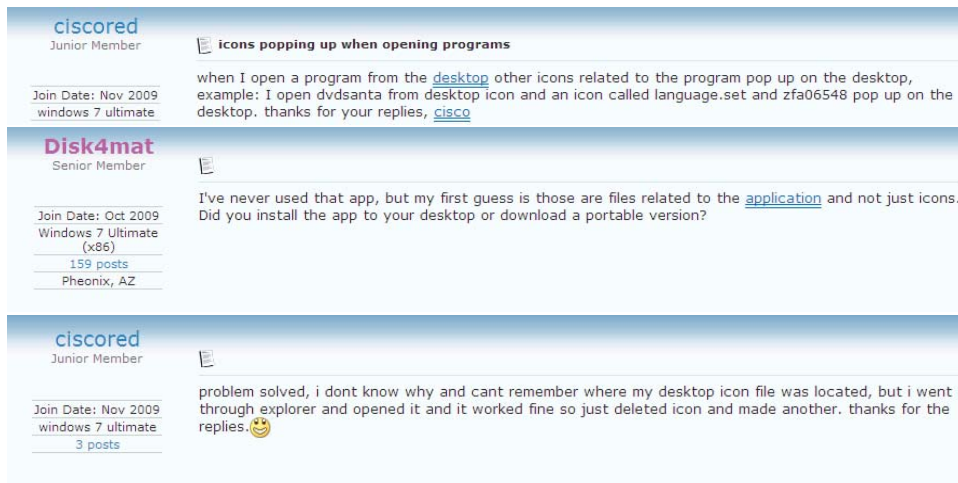 ciscored
Junior Member
Join Date: Nov 2009
windows 7 ultimate
icons popping up when opening programs
when I open a program from the desktop other icons related to the program pop up on the desktop,
example: I open dvdsanta from desktop icon and an icon called language.set and zfa06548 pop up on the
desktop. thanks for your replies, cisco
Disk4mat
Senior Member
Join Date: Oct 2009
Windows 7 Ultimate
(x86)
159 posts
Pheonix, AZ
I've never used that app, but my first guess is those are files related to the application and not just icons.
Did you install the app to your desktop or download a portable version?
ciscored
Junior Member
Join Date: Nov 2009
windows 7 ultimate
3 posts
problem solved, i dont know why and cant remember where my desktop icon file was located, but i went
through explorer and opened it and it worked fine so just deleted icon and made another. thanks for the
replies.